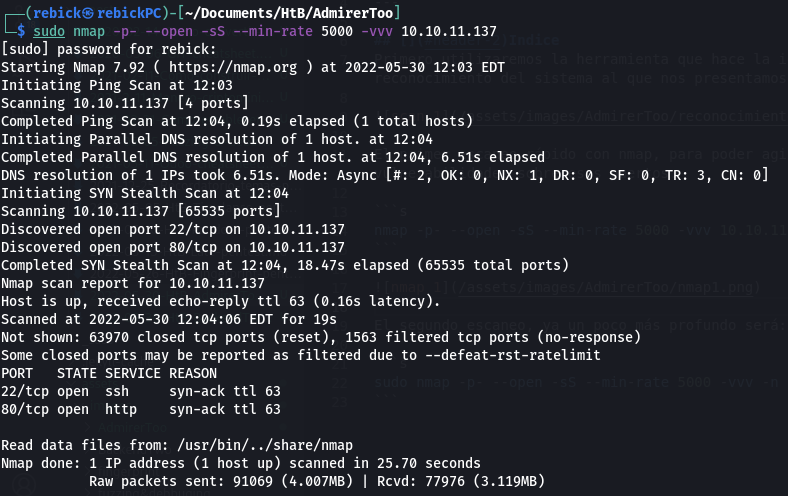 ┌──(rebick㉿rebickPC)-[~/Documents/HtB/AdmirerToo]
└─$ sudo nmap -p- --open -sS --min-rate 5000 -vvv 10.10.11.137
[sudo] password for rebick:
Starting Nmap 7.92 ( https://nmap.org ) at 2022-05-30 12:03 EDT
Initiating Ping Scan at 12:03
Scanning 10.10.11.137 [4 ports]
Completed Ping Scan at 12:04, 0.19s elapsed (1 total hosts)
Initiating Parallel DNS resolution of 1 host. at 12:04
Completed Parallel DNS resolution of 1 host. at 12:04, 6.51s elapsed
DNS resolution of 1 IPs took 6.51s. Mode: Async [#: 2, OK: 0, NX: 1, DR: 0, SF: 0, TR: 3, CN: 0]
Initiating SYN Stealth Scan at 12:04
Scanning 10.10.11.137 [65535 ports]
Discovered open port 22/tcp on 10.10.11.137
Discovered open port 80/tcp on 10.10.11.137
Completed SYN Stealth Scan at 12:04, 18.47s elapsed (65535 total ports)
Nmap scan report for 10.10.11.137
Host is up, received echo-reply ttl 63 (0.16s latency).
Scanned at 2022-05-30 12:04:06 EDT for 19s
Not shown: 63970 closed tcp ports (reset), 1563 filtered tcp ports (no-response)
Some closed ports may be reported as filtered due to --defeat-rst-ratelimit
PORT   STATE SERVICE REASON
22/tcp open  ssh     syn-ack ttl 63
80/tcp open  http    syn-ack ttl 63
Read data files from: /usr/bin/../share/nmap
Nmap done: 1 IP address (1 host up) scanned in 25.70 seconds
Raw packets sent: 91069 (4.007MB) | Rcvd: 77976 (3.119MB)